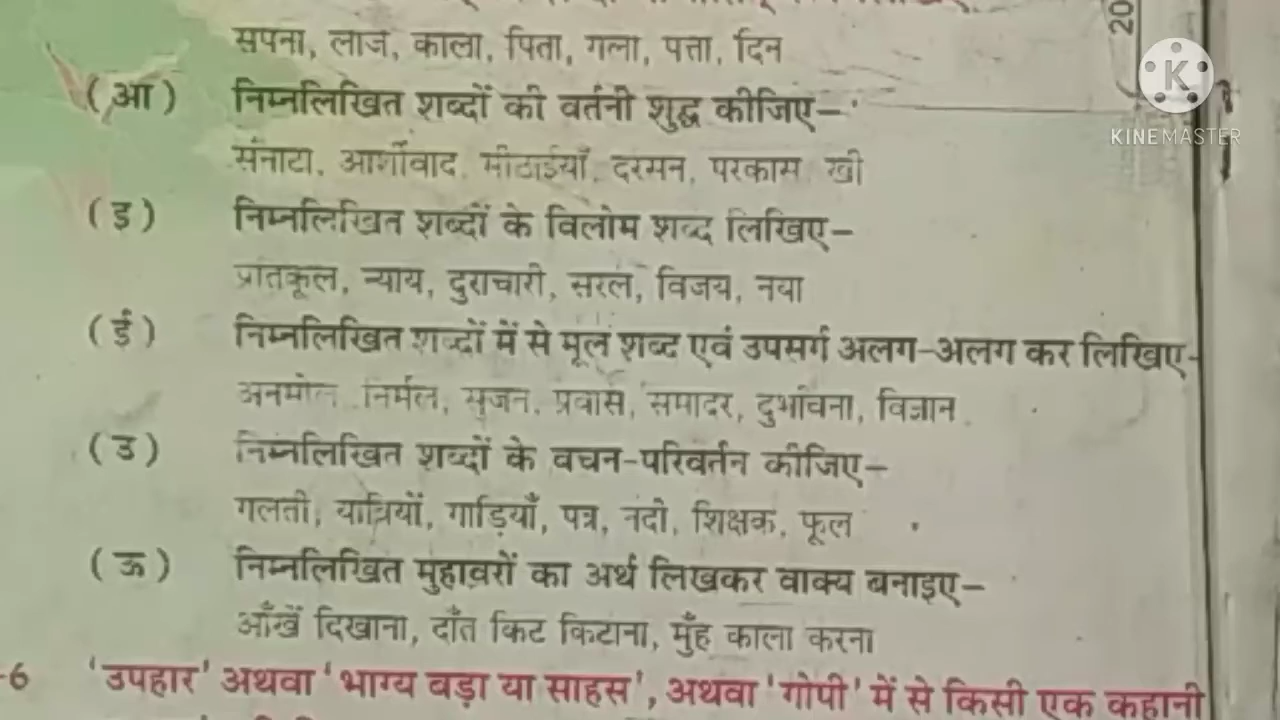 सपना, लाज, काला, पिता, गला, पत्ता, दिन
20
K
KINEMASTER
(आ) निम्नलिखित शब्दों की वर्तनी शुद्ध कीजिए-
संनाटा, आर्शीवाद, मीठाईयाँ, दरसन, परकास
(इ) निम्नलिखित शब्दों के विलोम शब्द लिखिए-
प्रतिकूल, न्याय, दुराचारी, सरल, विजय, नया
(ई) निम्नलिखित शब्दों में से मूल शब्द एवं उपसर्ग अलग-अलग कर लिखिए-
अनमोल, निर्मल, सृजन, प्रवास, समादर, दुर्भावना, विज्ञान
(उ) निम्नलिखित शब्दों के वचन-परिवर्तन कीजिए-
गलती, यात्रियों, गाड़ियाँ, पत्र, नदी, शिक्षक, फूल
(ऊ) निम्नलिखित मुहावरों का अर्थ लिखकर वाक्य बनाइए-
आँखें दिखाना, दाँत किट किटाना, मुँह काला करना
-6 'उपहार' अथवा 'भाग्य बड़ा या साहस', अथवा 'गोपी' में से किसी एक कहानी